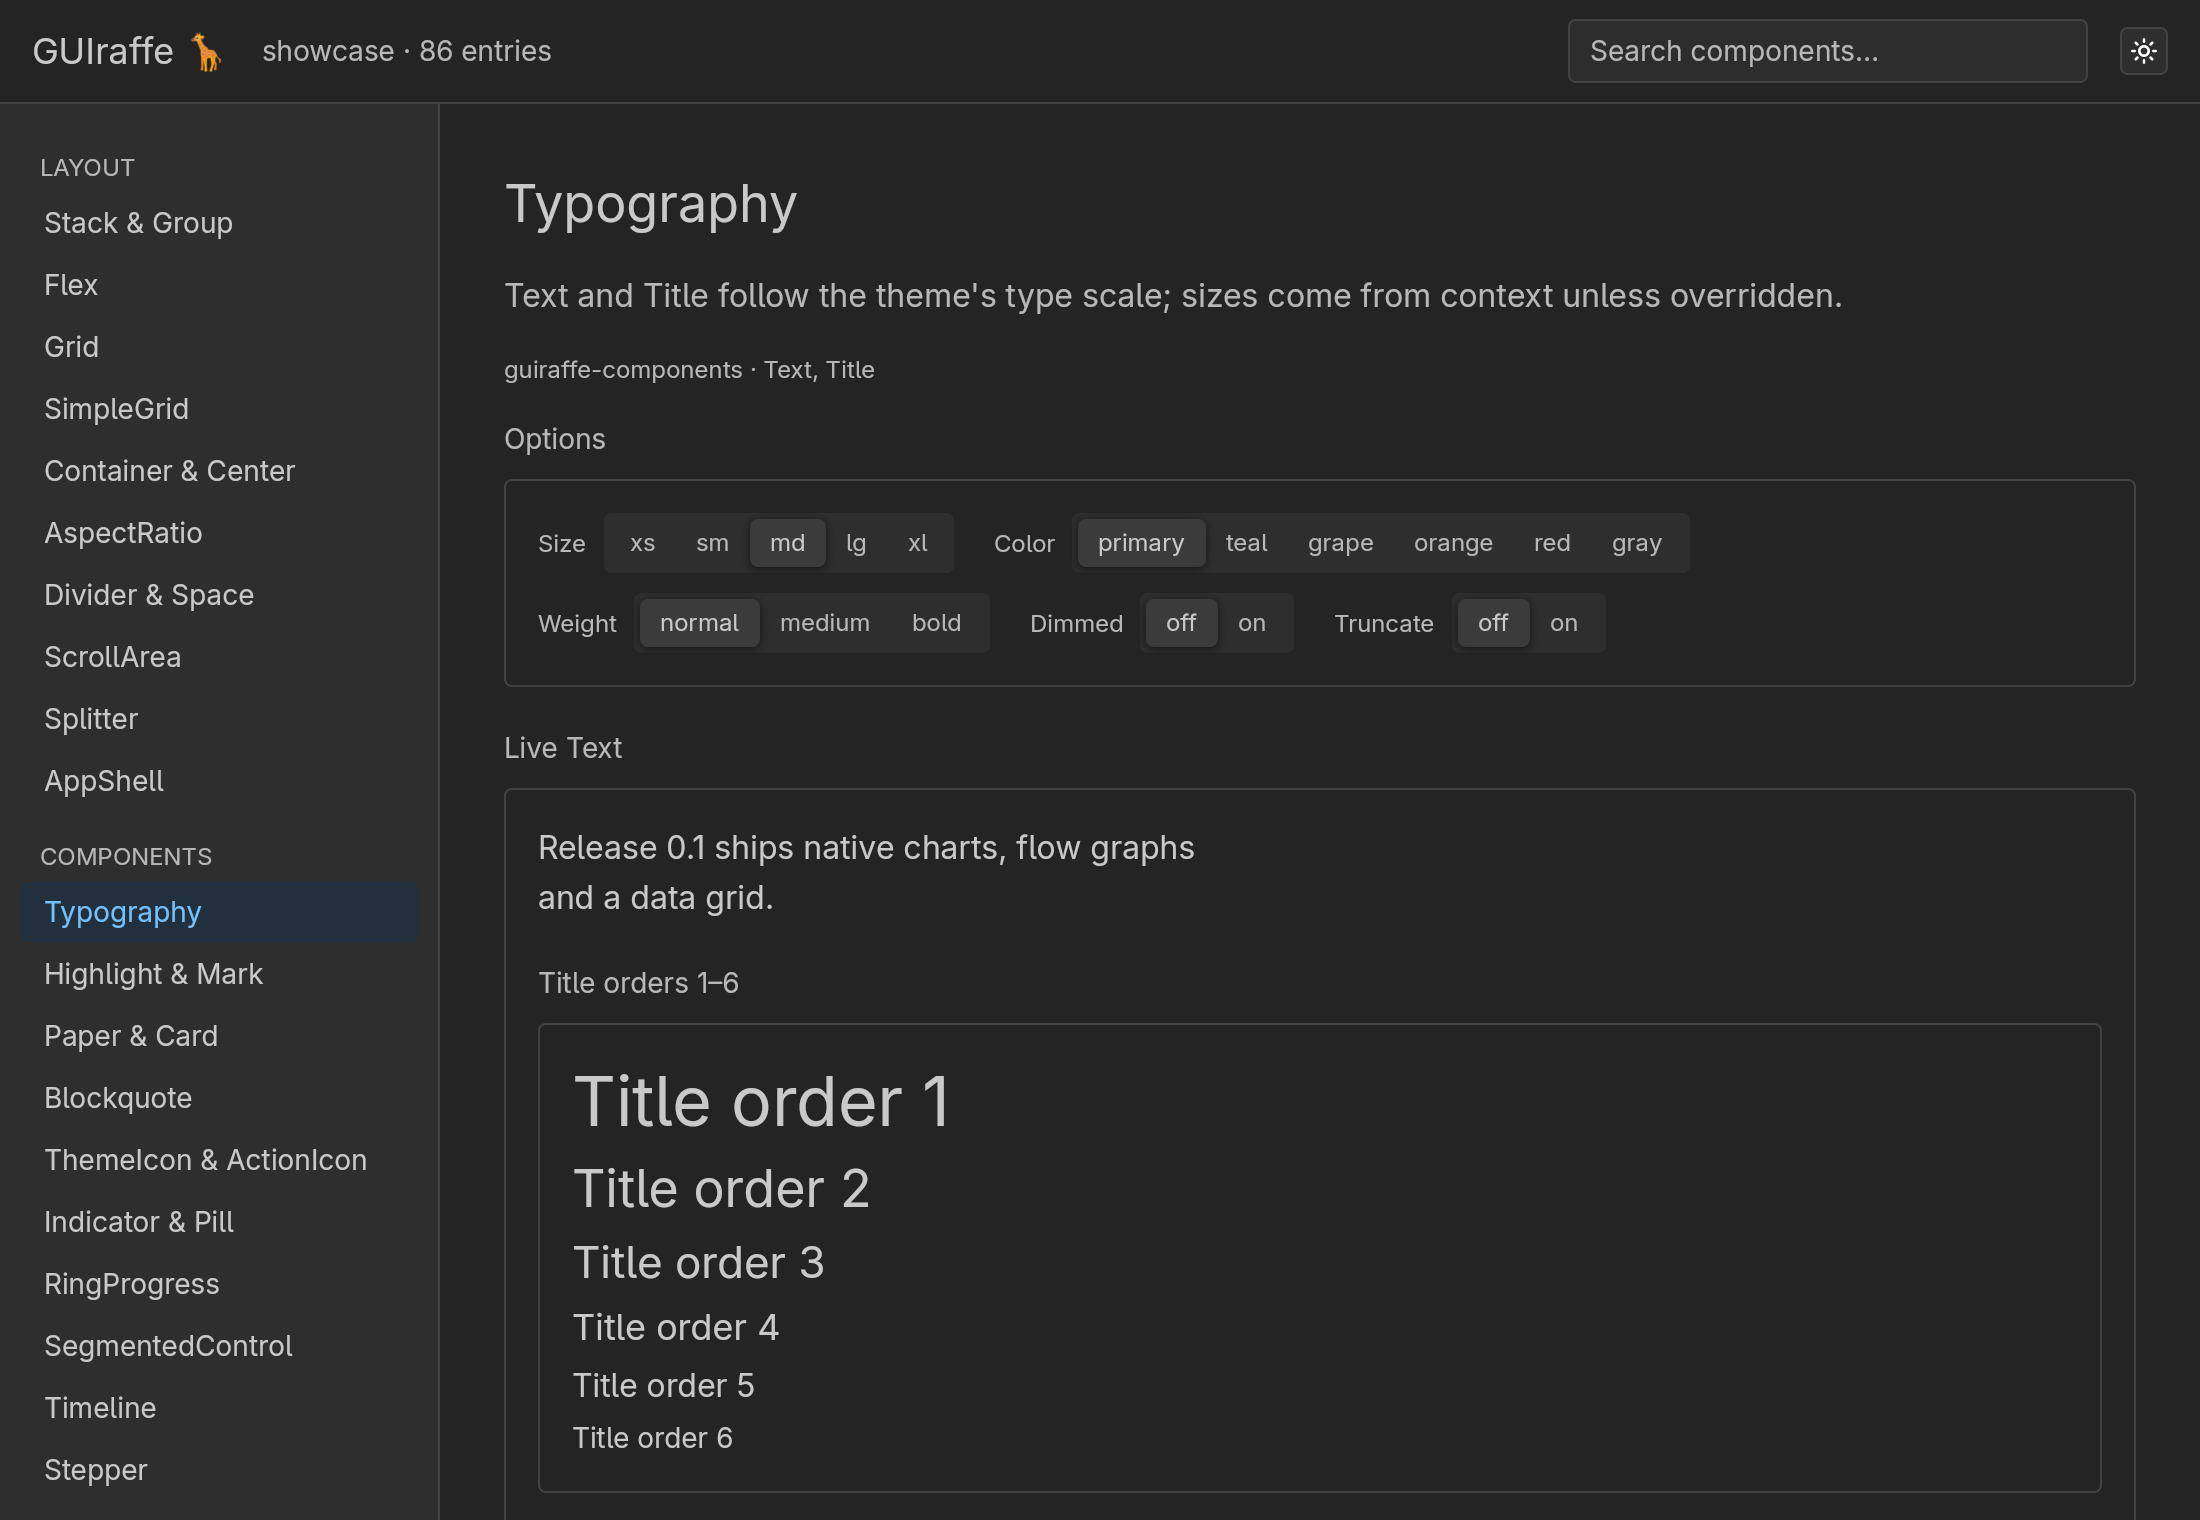 GUIraffe 🦒 showcase · 86 entries
Search components...
LAYOUT
Stack & Group
Flex
Grid
SimpleGrid
Container & Center
AspectRatio
Divider & Space
ScrollArea
Splitter
AppShell
COMPONENTS
Typography
Highlight & Mark
Paper & Card
Blockquote
ThemeIcon & ActionIcon
Indicator & Pill
RingProgress
SegmentedControl
Timeline
Stepper
Typography
Text and Title follow the theme's type scale; sizes come from context unless overridden.
guiraffe-components · Text, Title
Options
Size xs sm md lg xl Color primary teal grape orange red gray
Weight normal medium bold Dimmed off on Truncate off on
Live Text
Release 0.1 ships native charts, flow graphs
and a data grid.
Title orders 1–6
Title order 1
Title order 2
Title order 3
Title order 4
Title order 5
Title order 6